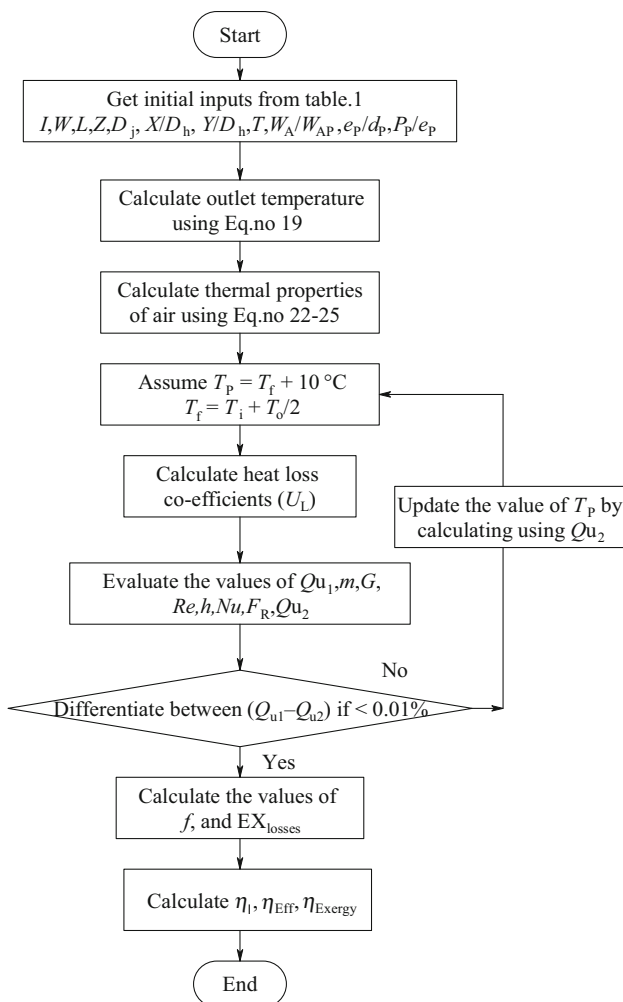 Start
Get initial inputs from table.1
I,W,L,Z,D_j, X/D_h, Y/D_h,T,W_A/W_AP,e_P/d_P,P_P/e_P
Calculate outlet temperature
using Eq.no 19
Calculate thermal properties
of air using Eq.no 22-25
Assume T_P = T_f + 10 °C
T_f = T_i + T_o/2
Calculate heat loss
co-efficients (U_L)
Update the value of T_P by
calculating using Qu_2
Evaluate the values of Qu_1,m,G,
Re,h,Nu,F_R,Qu_2
No
Differentiate between (Q_u1–Q_u2) if < 0.01%
Yes
Calculate the values of
f, and EX_losses
Calculate η_I, η_Eff, η_Exergy
End